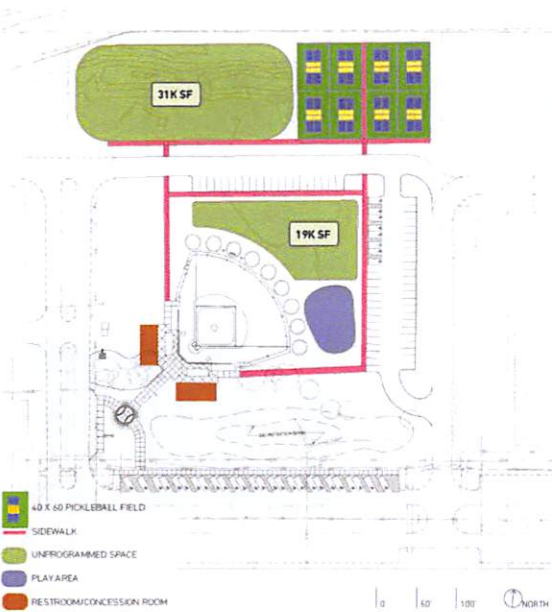 31K SF
19K SF
40 X 60 PICKLEBALL FIELD
SIDEWALK
UNPROGRAMMED SPACE
PLAY AREA
RESTROOM/CONCESSION ROOM
0 50' 100' NORTH